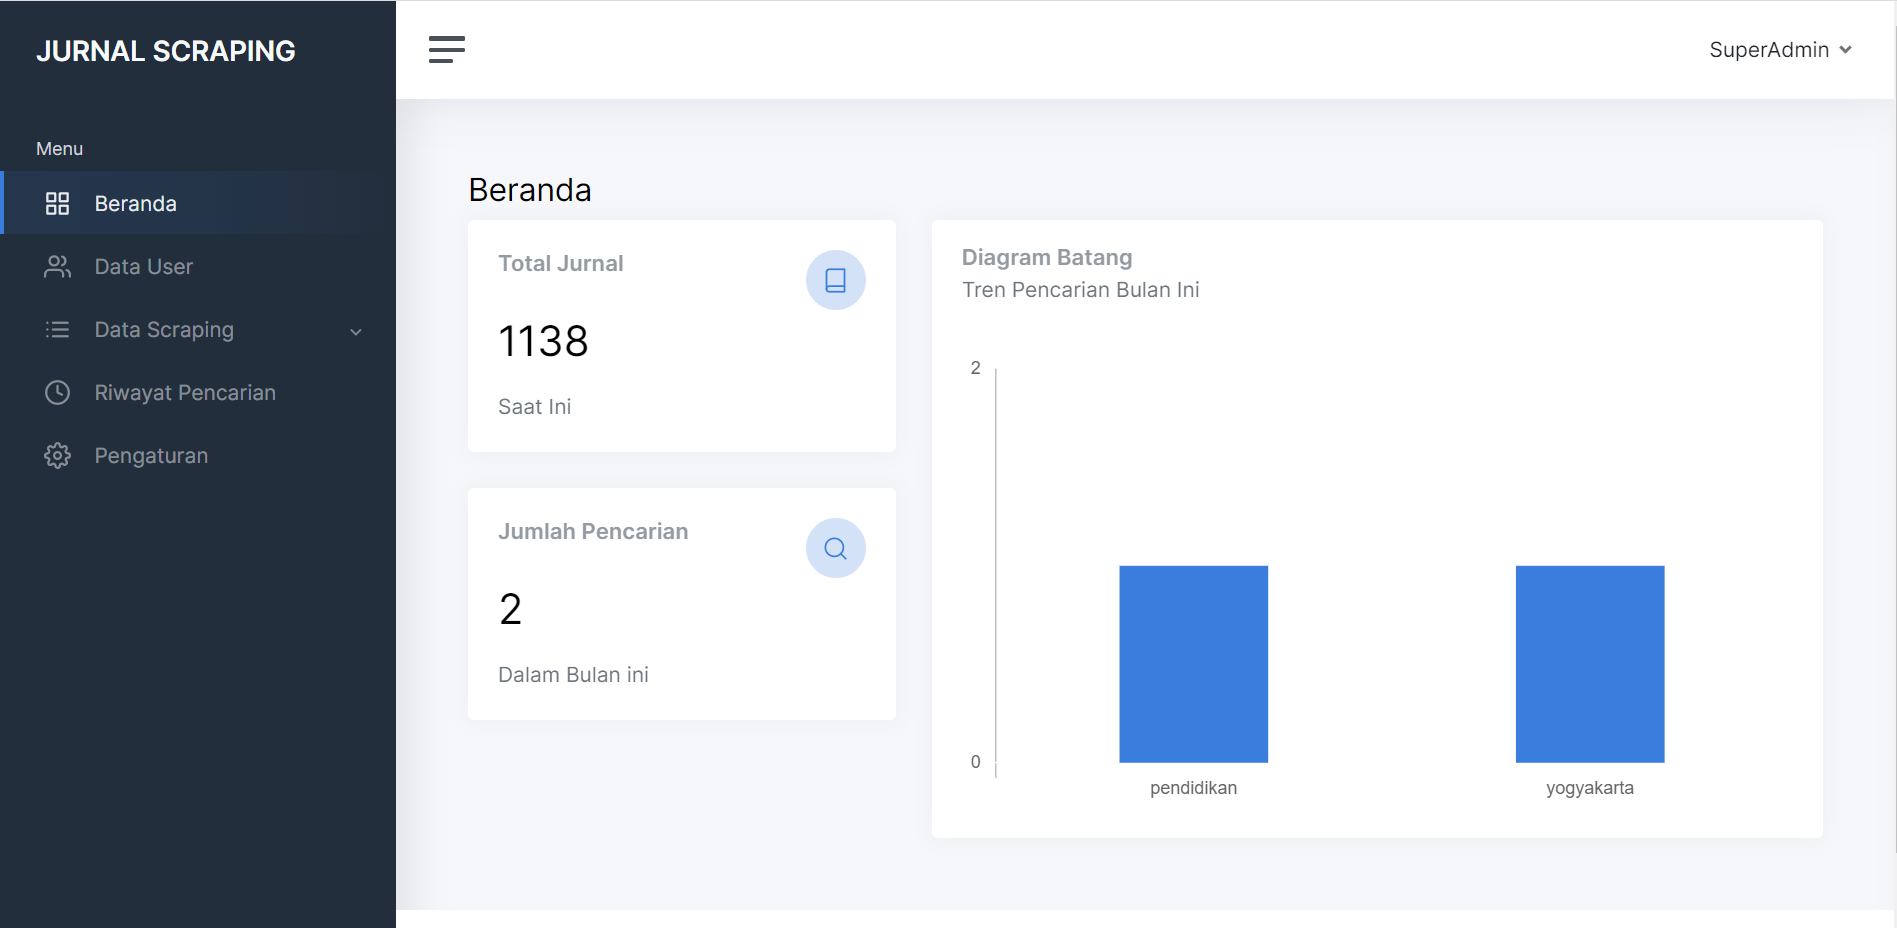 JURNAL SCRAPING
SuperAdmin
Menu
Beranda
Data User
Data Scraping
Riwayat Pencarian
Pengaturan
Beranda
Total Jurnal
1138
Saat Ini
Jumlah Pencarian
2
Dalam Bulan ini
Diagram Batang
Tren Pencarian Bulan Ini
2
0
pendidikan
yogyakarta